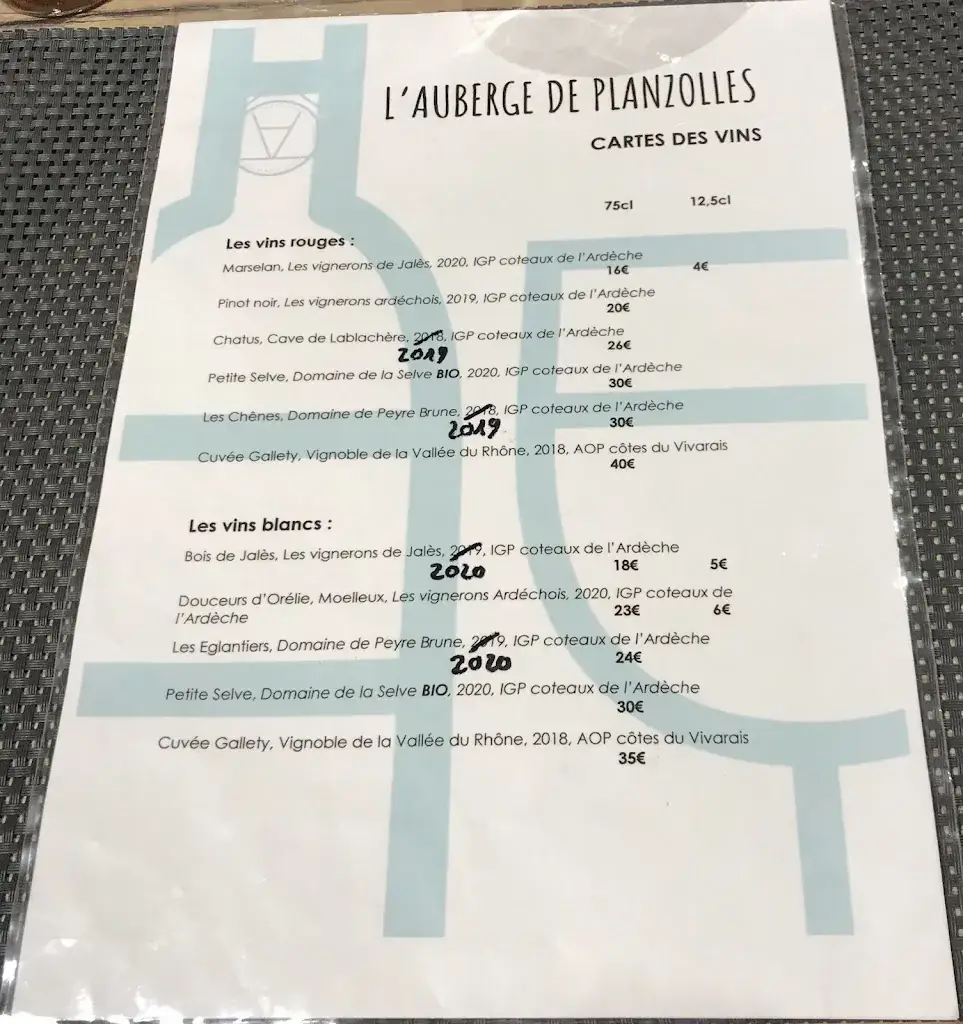 L'AUBERGE DE PLANZOLLES
CARTES DES VINS
75cl 12,5cl
Les vins rouges :
Marselan, Les vignerons de Jalès, 2020, IGP coteaux de l'Ardèche
16€ 4€
Pinot noir, Les vignerons ardéchois, 2019, IGP coteaux de l'Ardèche
20€
Chatus, Cave de Lablachère, 2018, IGP coteaux de l'Ardèche
2019 26€
Petite Selve, Domaine de la Selve BIO, 2020, IGP coteaux de l'Ardèche
30€
Les Chênes, Domaine de Peyre Brune, 2018, IGP coteaux de l'Ardèche
2019 30€
Cuvée Gallety, Vignoble de la Vallée du Rhône, 2018, AOP côtes du Vivarais
40€
Les vins blancs :
Bois de Jalès, Les vignerons de Jalès, 2019, IGP coteaux de l'Ardèche
2020 18€ 5€
Douceurs d'Orélie, Moelleux, Les vignerons Ardéchois, 2020, IGP coteaux de
l'Ardèche 23€ 6€
Les Eglantiers, Domaine de Peyre Brune, 2019, IGP coteaux de l'Ardèche
2020 24€
Petite Selve, Domaine de la Selve BIO, 2020, IGP coteaux de l'Ardèche
30€
Cuvée Gallety, Vignoble de la Vallée du Rhône, 2018, AOP côtes du Vivarais
35€